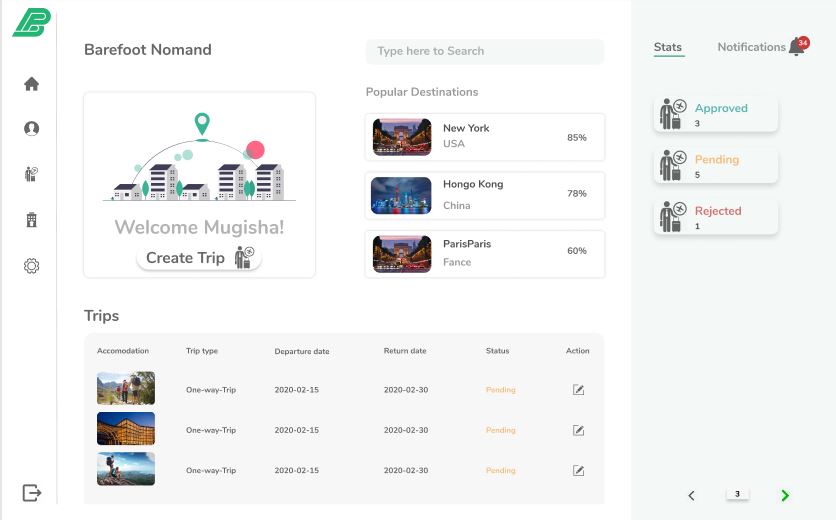 Barefoot Nomand
Type here to Search
Stats
Notifications
34
Popular Destinations
New York
USA
85%
Hongo Kong
China
78%
ParisParis
Fance
60%
Welcome Mugisha!
Create Trip
Approved
3
Pending
5
Rejected
1
Trips
Accomodation Trip type Departure date Return date Status Action
One-way-Trip 2020-02-15 2020-02-30 Pending
One-way-Trip 2020-02-15 2020-02-30 Pending
One-way-Trip 2020-02-15 2020-02-30 Pending
3